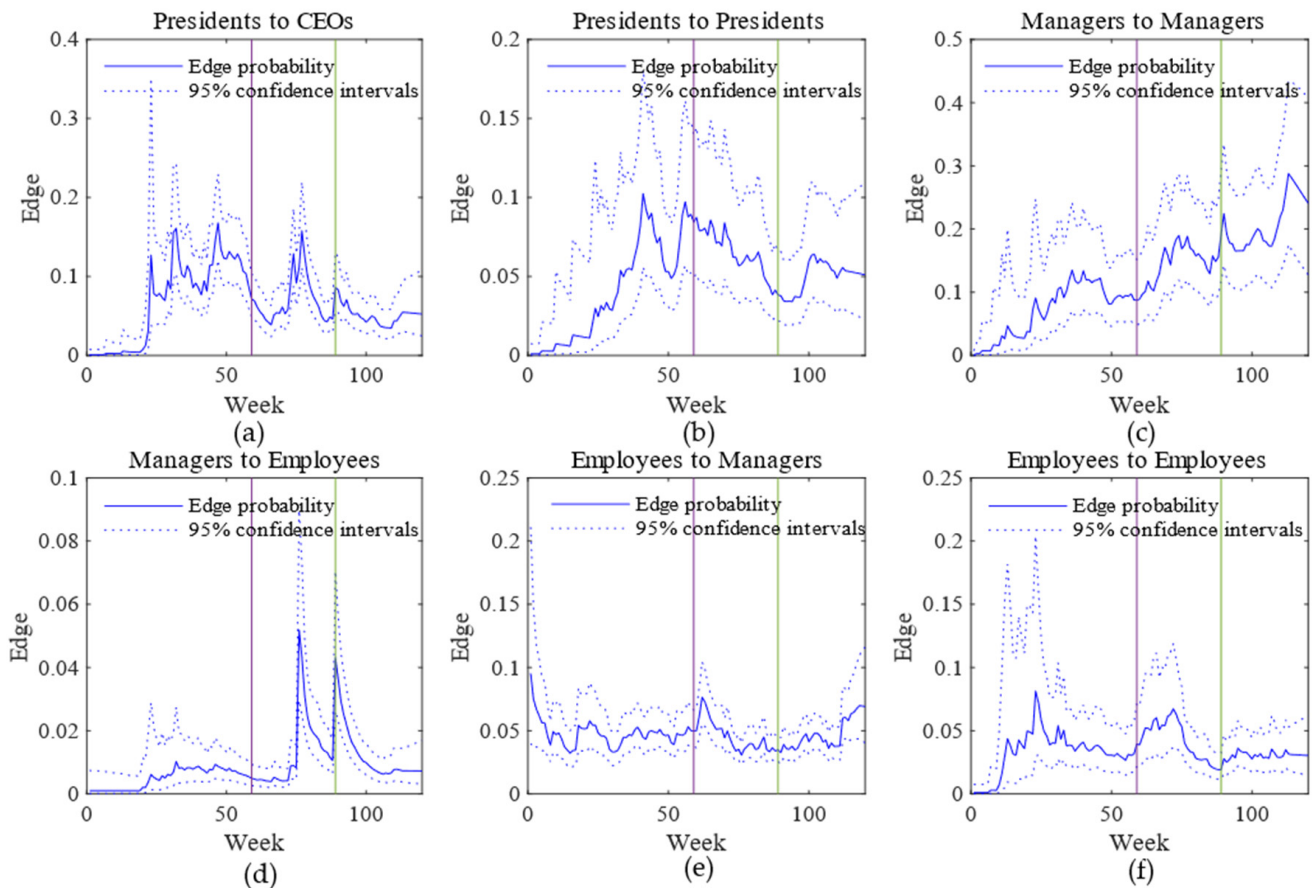 Presidents to CEOs
0.4
0.3
0.2
0.1
0
Edge
Edge probability
95% confidence intervals
0
50
100
Week
(a)
Presidents to Presidents
0.2
0.15
0.1
0.05
0
Edge
Edge probability
95% confidence intervals
0
50
100
Week
(b)
Managers to Managers
0.5
0.4
0.3
0.2
0.1
0
Edge
Edge probability
95% confidence intervals
0
50
100
Week
(c)
Managers to Employees
0.1
0.08
0.06
0.04
0.02
0
Edge
Edge probability
95% confidence intervals
0
50
100
Week
(d)
Employees to Managers
0.25
0.2
0.15
0.1
0.05
0
Edge
Edge probability
95% confidence intervals
0
50
100
Week
(e)
Employees to Employees
0.25
0.2
0.15
0.1
0.05
0
Edge
Edge probability
95% confidence intervals
0
50
100
Week
(f)